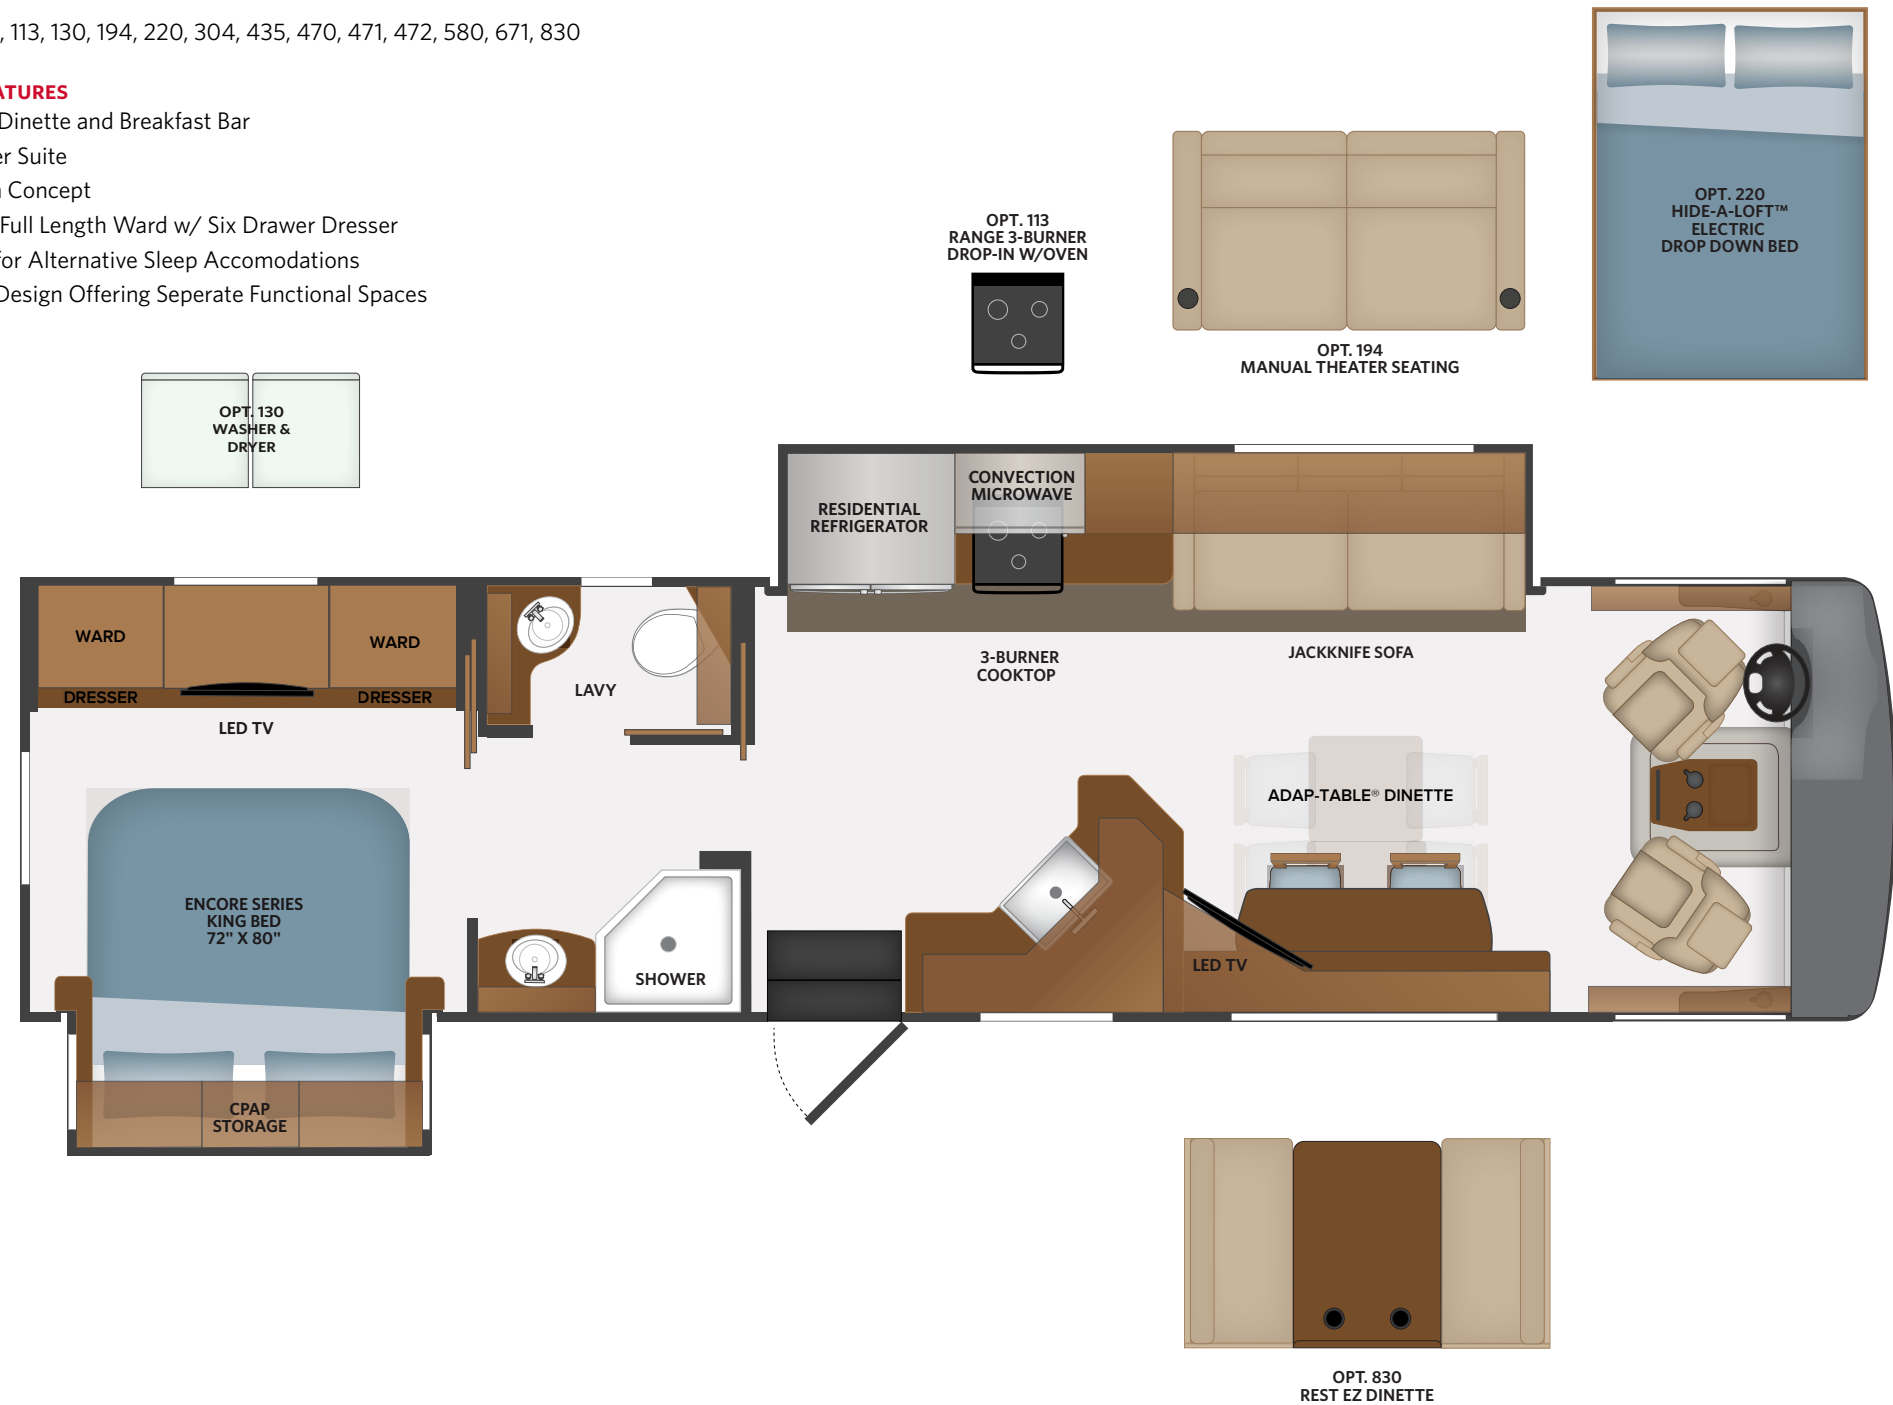 , 113, 130, 194, 220, 304, 435, 470, 471, 472, 580, 671, 830
Dinette and Breakfast Bar
Suite
Concept
Full Length Ward w/ Six Drawer Dresser
for Alternative Sleep Accomodations
Design Offering Seperate Functional Spaces
OPT. 113
RANGE 3-BURNER
DROP-IN W/OVEN
OPT. 194
MANUAL THEATER SEATING
OPT. 220
HIDE-A-LOFT™
ELECTRIC
DROP DOWN BED
OPT. 130
WASHER &
DRYER
RESIDENTIAL
REFRIGERATOR
CONVECTION
MICROWAVE
3-BURNER
COOKTOP
JACKKNIFE SOFA
WARD
WARD
DRESSER
DRESSER
LED TV
LAVY
ADAP-TABLE® DINETTE
ENCORE SERIES
KING BED
72" X 80"
SHOWER
LED TV
CPAP
STORAGE
OPT. 830
REST EZ DINETTE